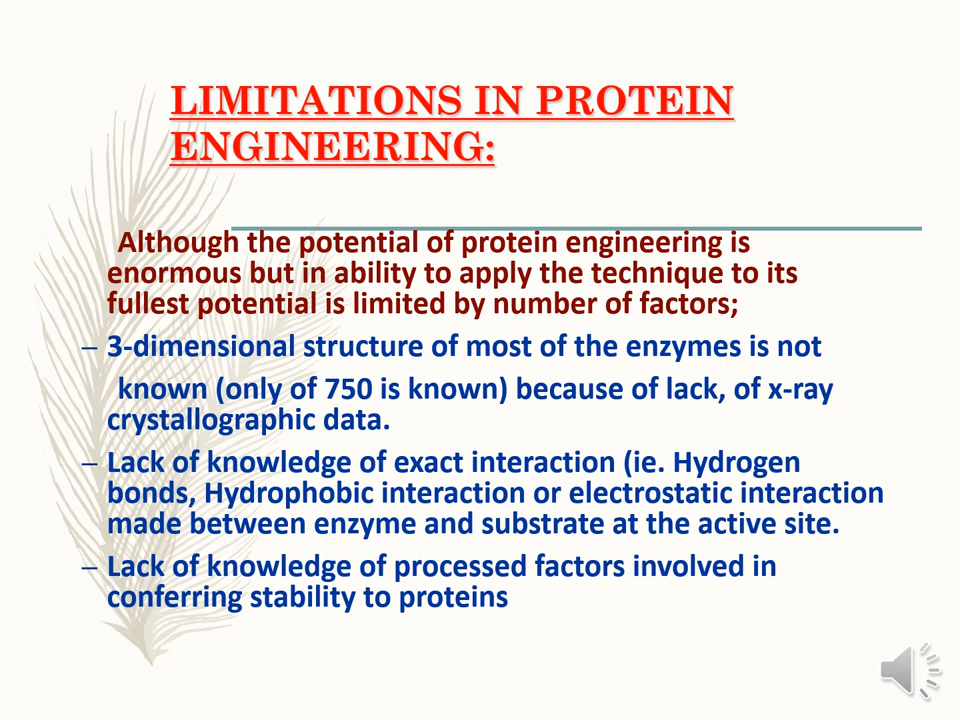 LIMITATIONS IN PROTEIN
ENGINEERING:
Although the potential of protein engineering is
enormous but in ability to apply the technique to its
fullest potential is limited by number of factors;
– 3-dimensional structure of most of the enzymes is not
known (only of 750 is known) because of lack, of x-ray
crystallographic data.
– Lack of knowledge of exact interaction (ie. Hydrogen
bonds, Hydrophobic interaction or electrostatic interaction
made between enzyme and substrate at the active site.
– Lack of knowledge of processed factors involved in
conferring stability to proteins